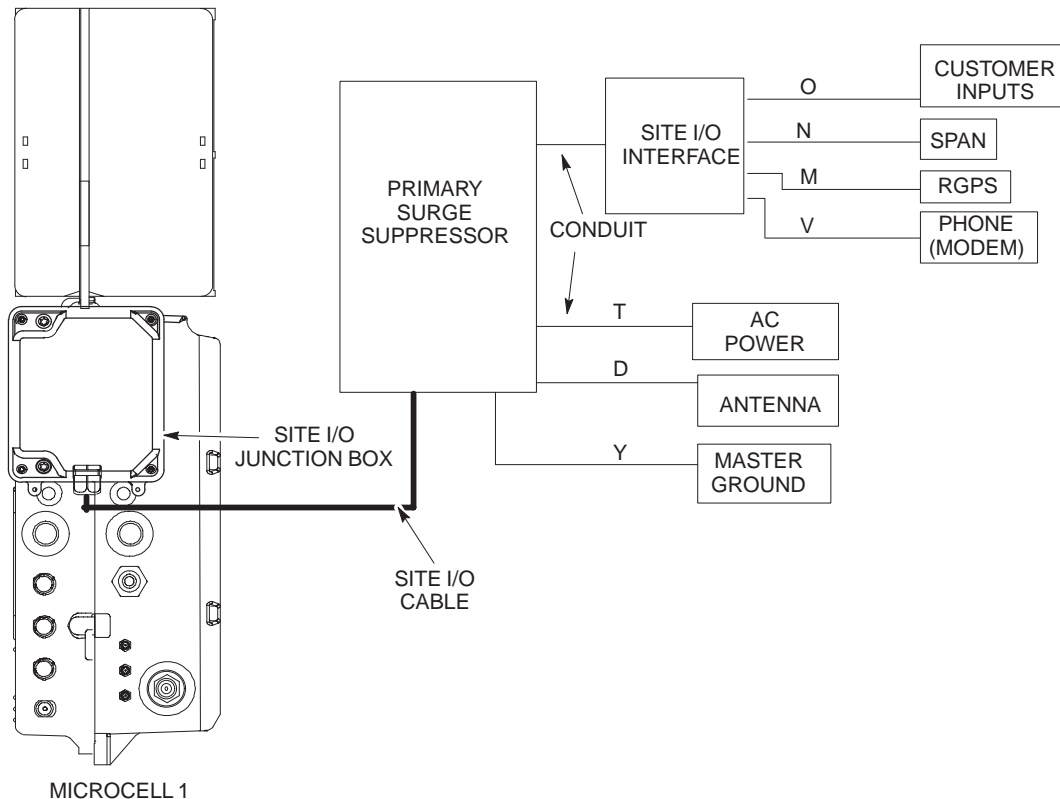 CUSTOMER
INPUTS
O
SITE I/O
INTERFACE
N
SPAN
M
RGPS
V
PHONE
(MODEM)
PRIMARY
SURGE
SUPPRESSOR
CONDUIT
T
AC
POWER
D
ANTENNA
Y
MASTER
GROUND
SITE I/O
JUNCTION BOX
SITE I/O
CABLE
MICROCELL 1